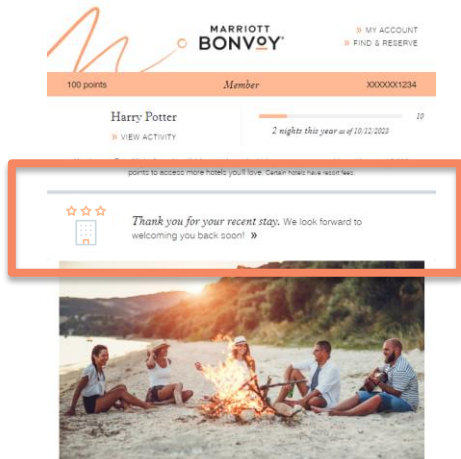 MARRIOTT
BONVOY
» MY ACCOUNT
» FIND & RESERVE
100 points
Member
XXXXXX1234
Harry Potter
» VIEW ACTIVITY
10
2 nights this year as of 10/12/2023
points to access more hotels you'll love. Certain hotels have resort fees.
Thank you for your recent stay. We look forward to
welcoming you back soon! »